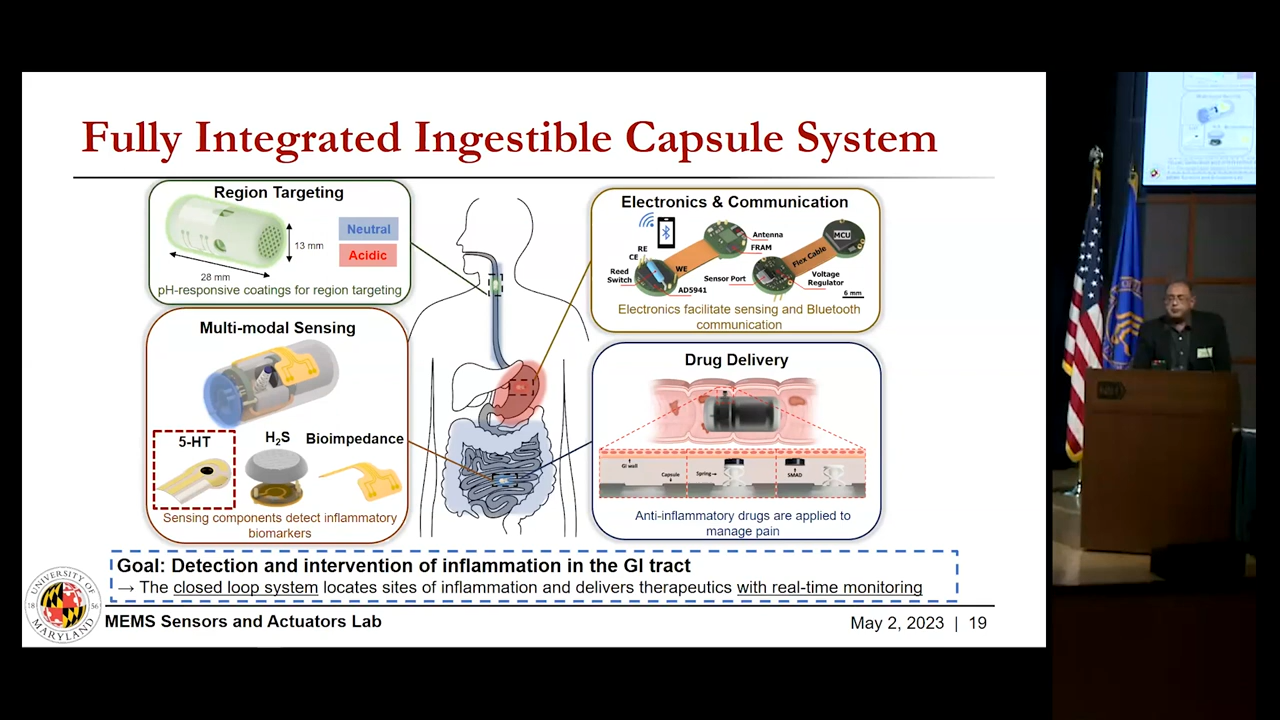 Fully Integrated Ingestible Capsule System
Region Targeting
Neutral
Acidic
13 mm
28 mm
pH-responsive coatings for region targeting
Multi-modal Sensing
5-HT
H₂S
Bioimpedance
Sensing components detect inflammatory
biomarkers
Electronics & Communication
Antenna
FRAM
MCU
RE
CE
WE
Reed
Switch
AD5941
Sensor Port
Flex Cable
Voltage
Regulator
6 mm
Electronics facilitate sensing and Bluetooth
communication
Drug Delivery
GI wall
Capsule
Spring
SMAD
Anti-inflammatory drugs are applied to
manage pain
Goal: Detection and intervention of inflammation in the GI tract
→ The closed loop system locates sites of inflammation and delivers therapeutics with real-time monitoring
UNIVERSITY OF
MARYLAND
18 56
MEMS Sensors and Actuators Lab
May 2, 2023 | 19
NIH